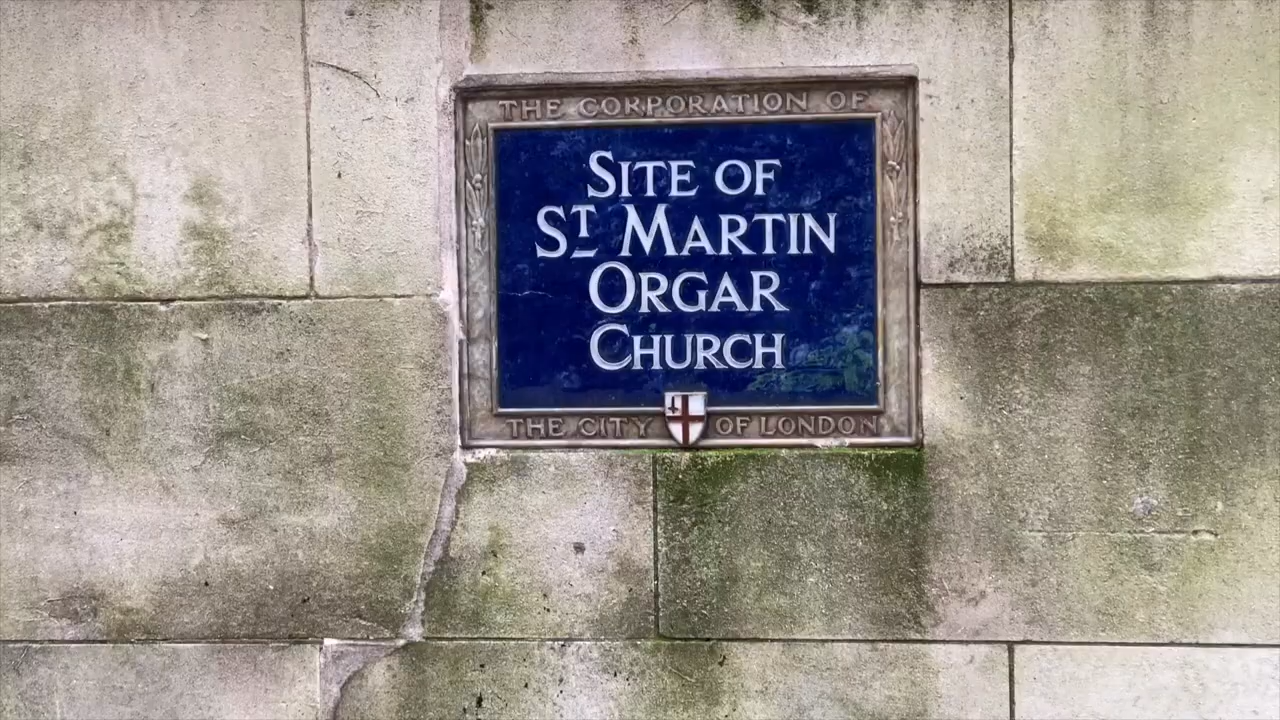 THE CORPORATION OF
SITE OF
ST MARTIN
ORGAR
CHURCH
THE CITY OF LONDON